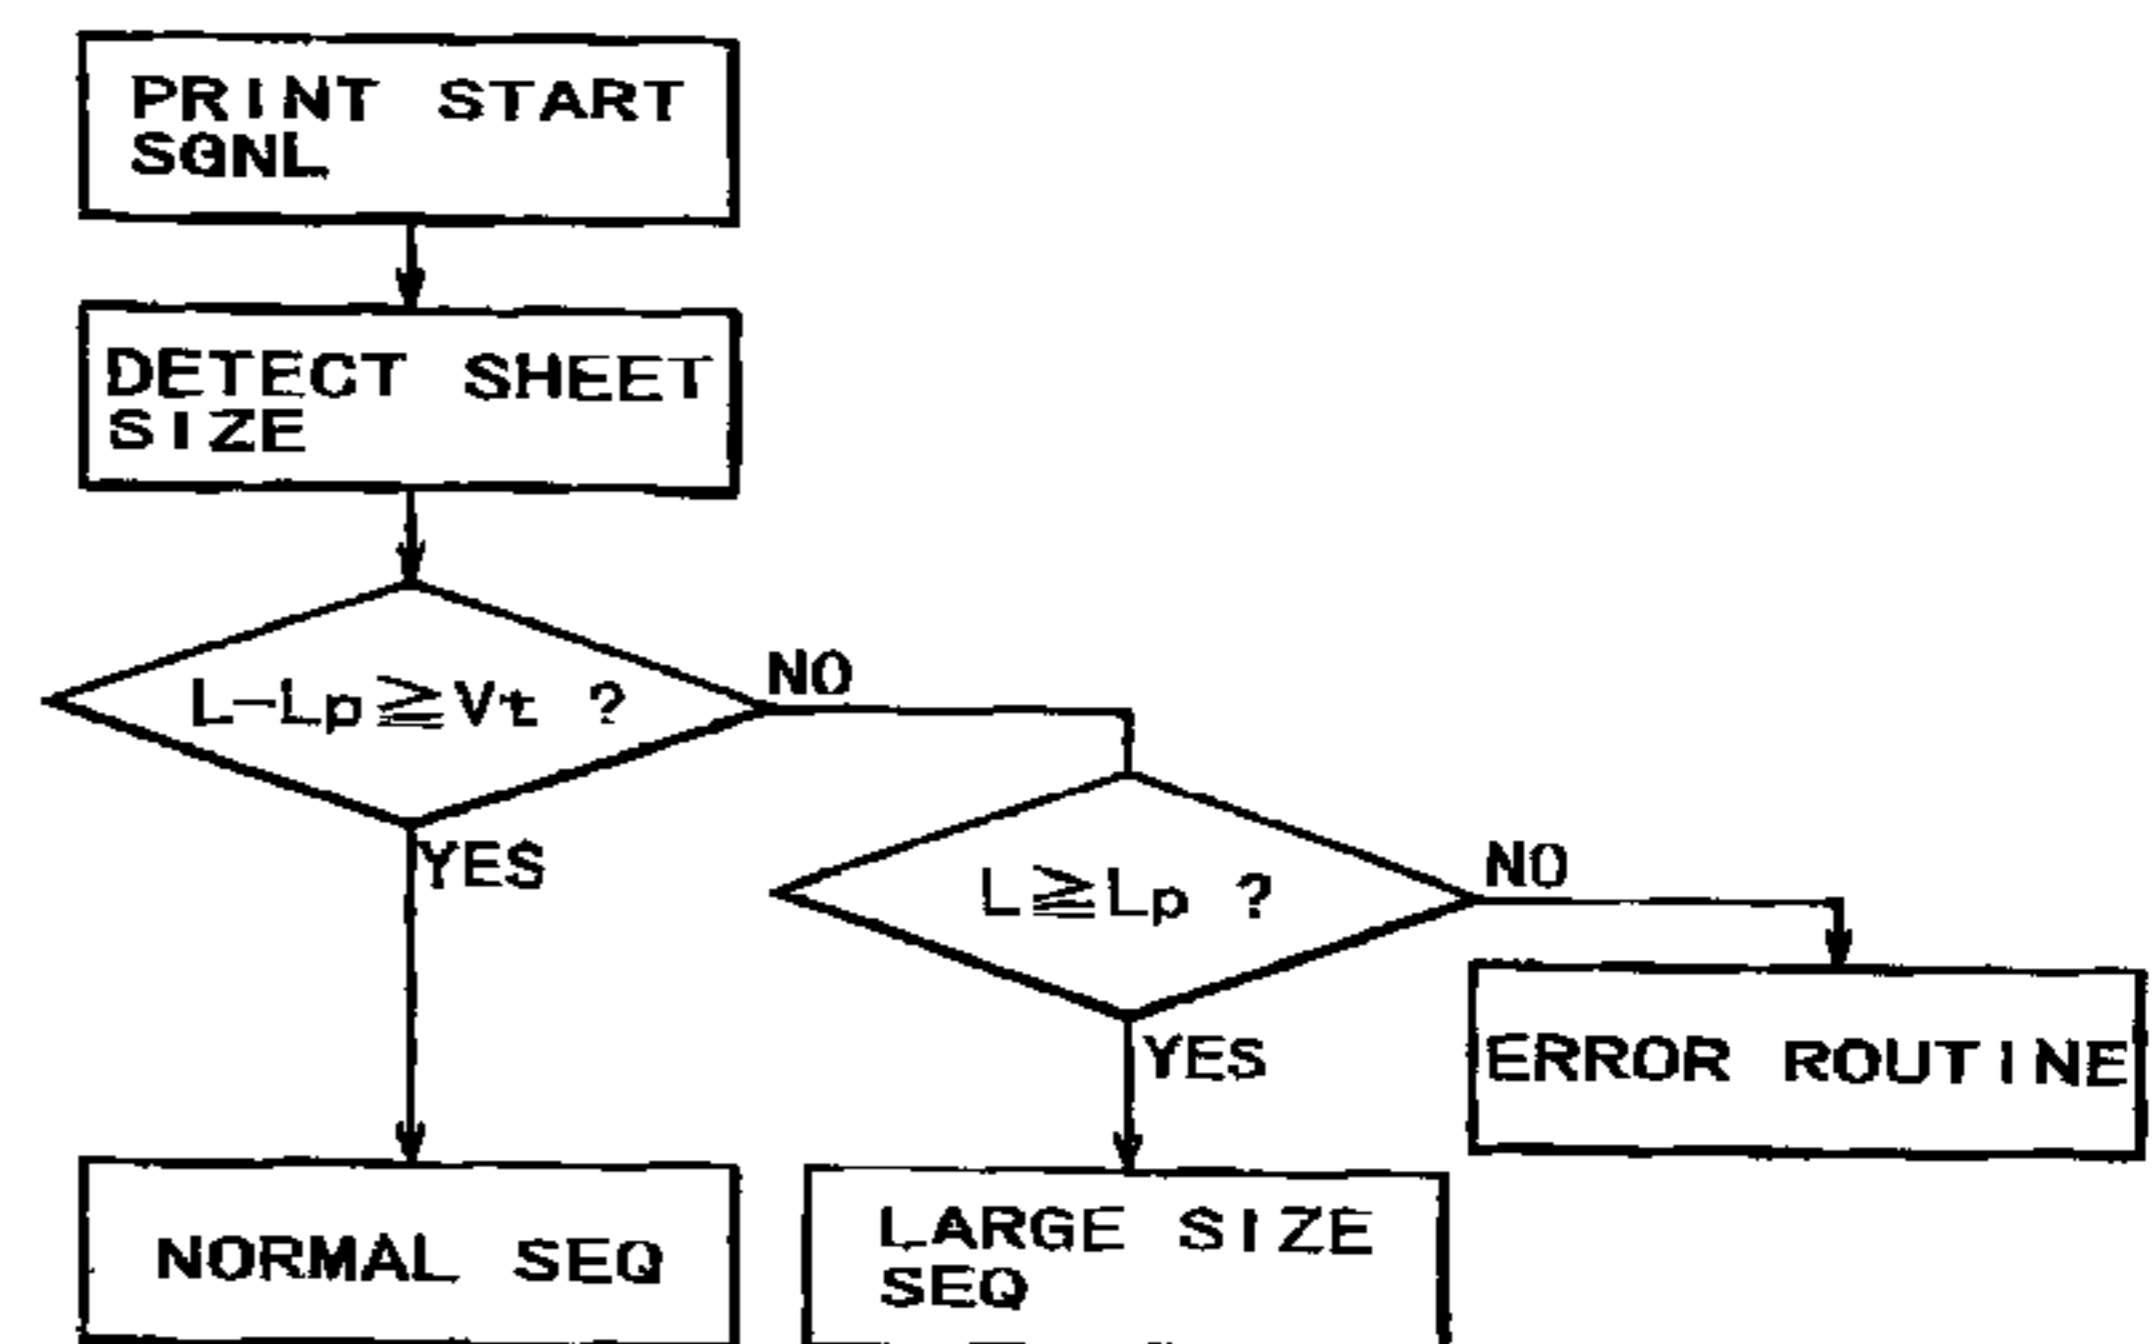 PRINT START
SGNL
DETECT SHEET
SIZE
L-Lp≧Vt ?
NO
YES
L≧Lp ?
NO
YES
ERROR ROUTINE
NORMAL SEQ
LARGE SIZE
SEQ